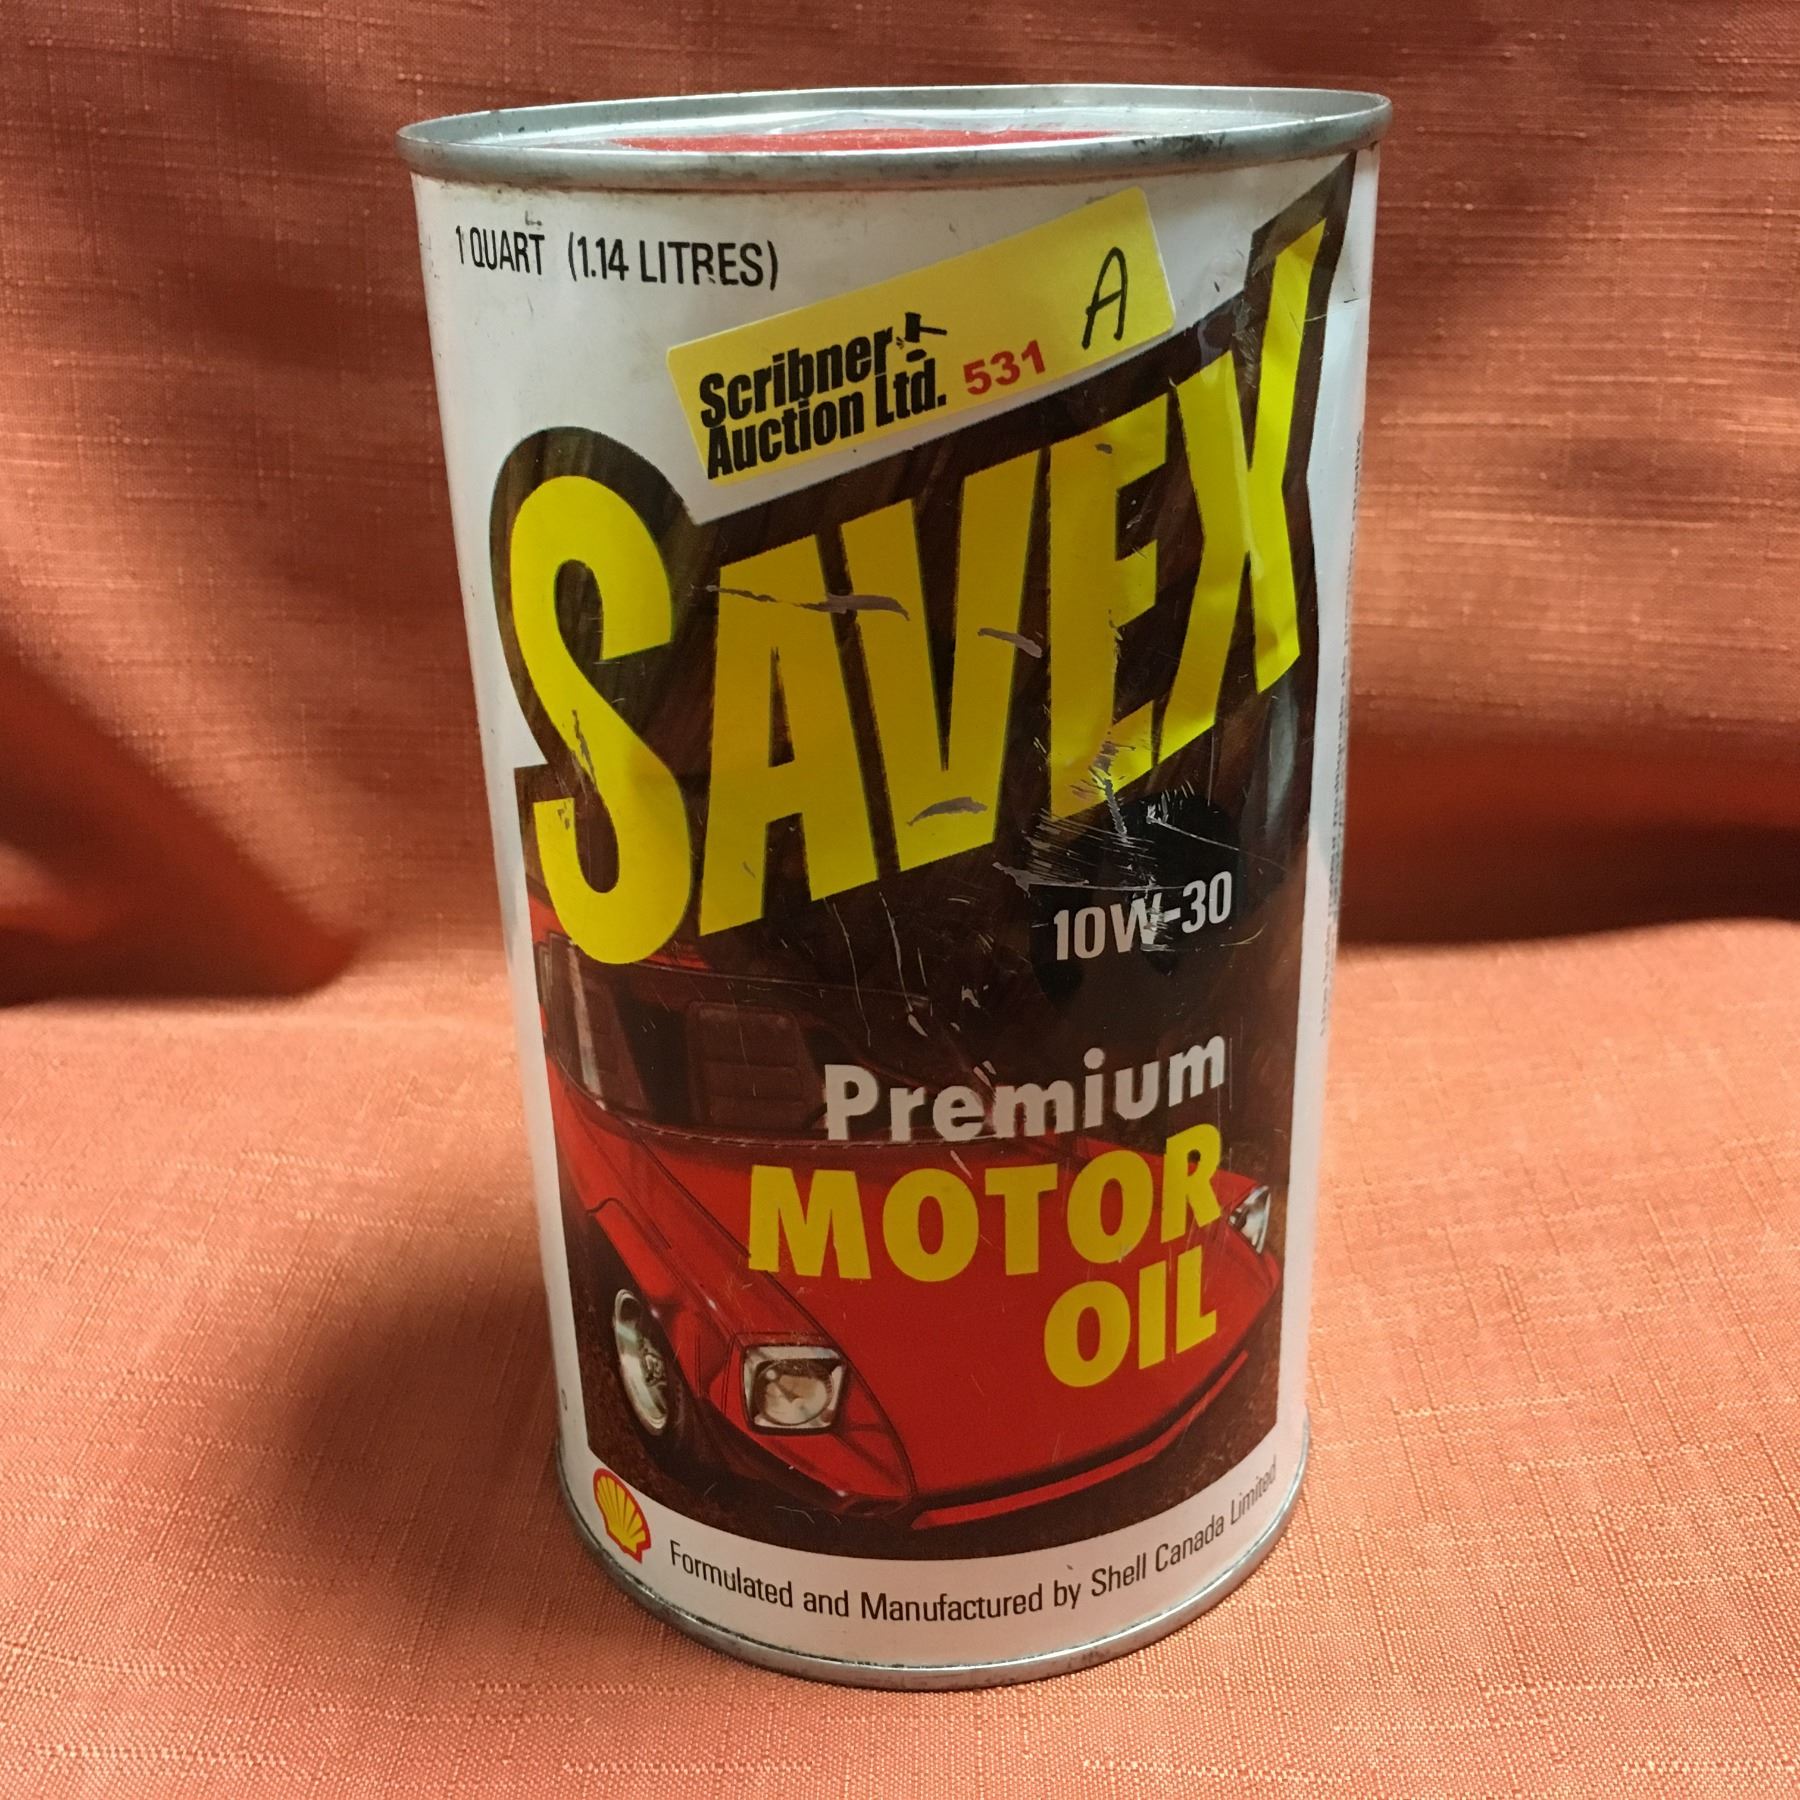 1 QUART (1.14 LITRES)
Scribner
Auction Ltd. 531 A
SAVEX
10W-30
Premium
MOTOR
OIL
Formulated and Manufactured by Shell Canada Limited